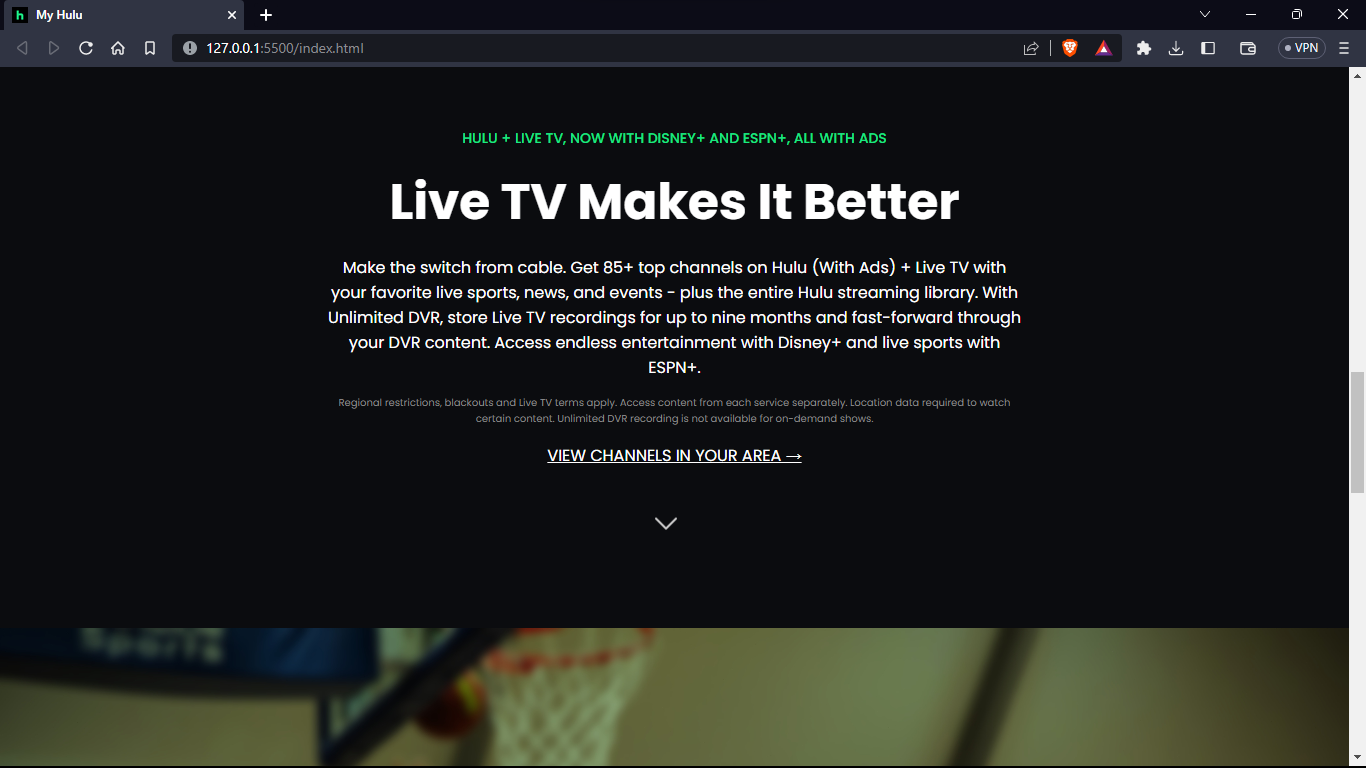 h My Hulu
127.0.0.1:5500/index.html
VPN
HULU + LIVE TV, NOW WITH DISNEY+ AND ESPN+, ALL WITH ADS
Live TV Makes It Better
Make the switch from cable. Get 85+ top channels on Hulu (With Ads) + Live TV with
your favorite live sports, news, and events - plus the entire Hulu streaming library. With
Unlimited DVR, store Live TV recordings for up to nine months and fast-forward through
your DVR content. Access endless entertainment with Disney+ and live sports with
ESPN+.
Regional restrictions, blackouts and Live TV terms apply. Access content from each service separately. Location data required to watch
certain content. Unlimited DVR recording is not available for on-demand shows.
VIEW CHANNELS IN YOUR AREA →
Sports